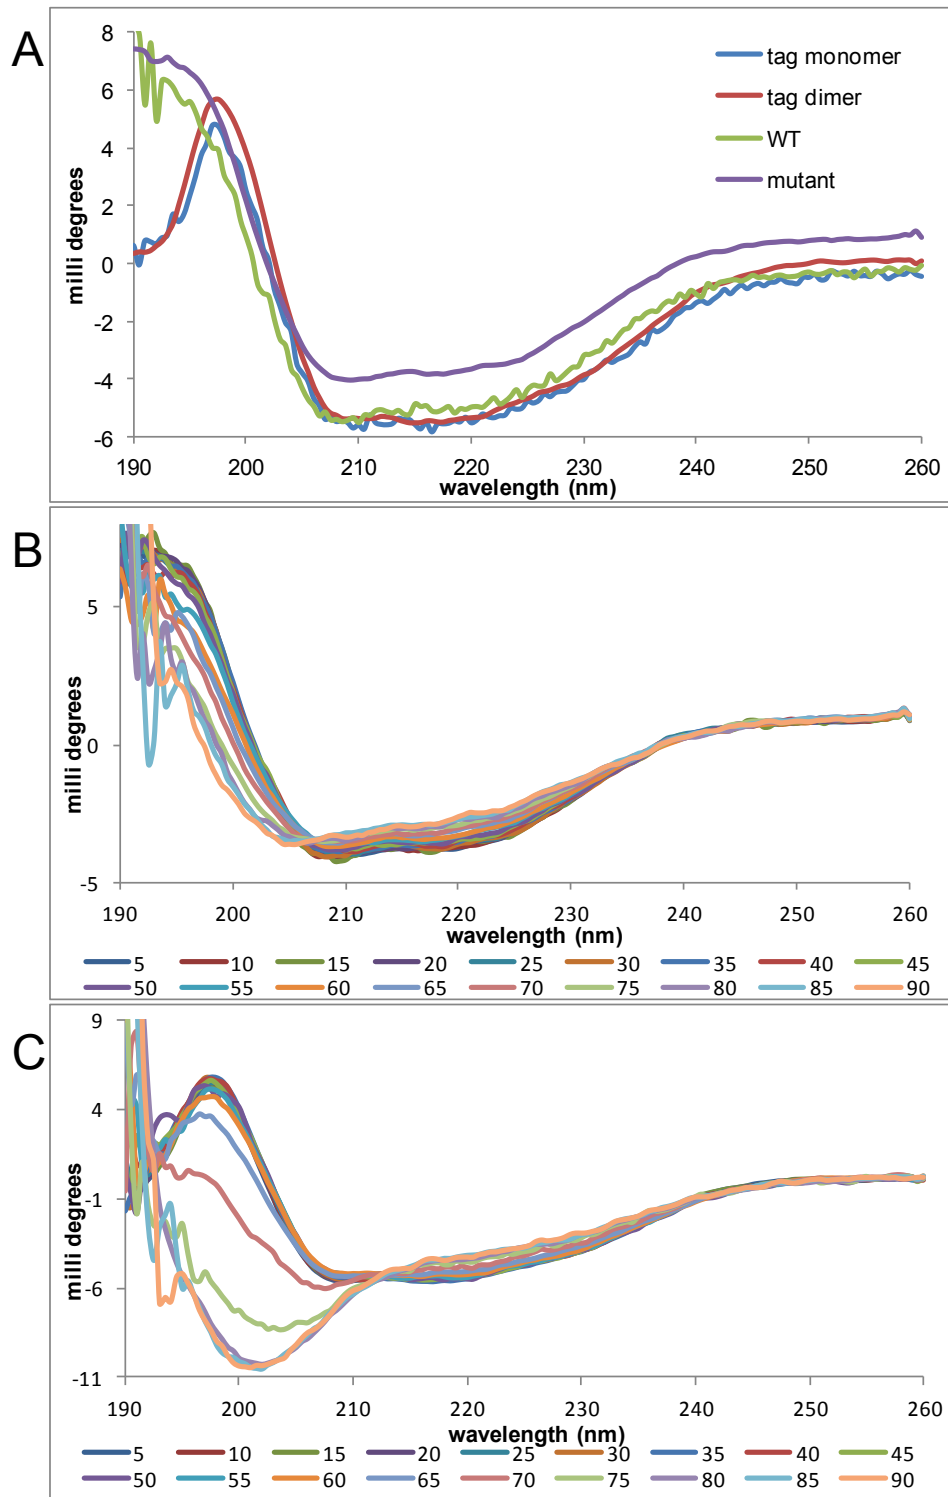 A
8
6
4
2
0
-2
-4
-6
milli degrees
tag monomer
tag dimer
WT
mutant
190 200 210 220 230 240 250 260
wavelength (nm)
B
5
0
-5
milli degrees
190 200 210 220 230 240 250 260
wavelength (nm)
5 10 15 20 25 30 35 40 45
50 55 60 65 70 75 80 85 90
C
9
4
-1
-6
-11
milli degrees
190 200 210 220 230 240 250 260
wavelength (nm)
5 10 15 20 25 30 35 40 45
50 55 60 65 70 75 80 85 90